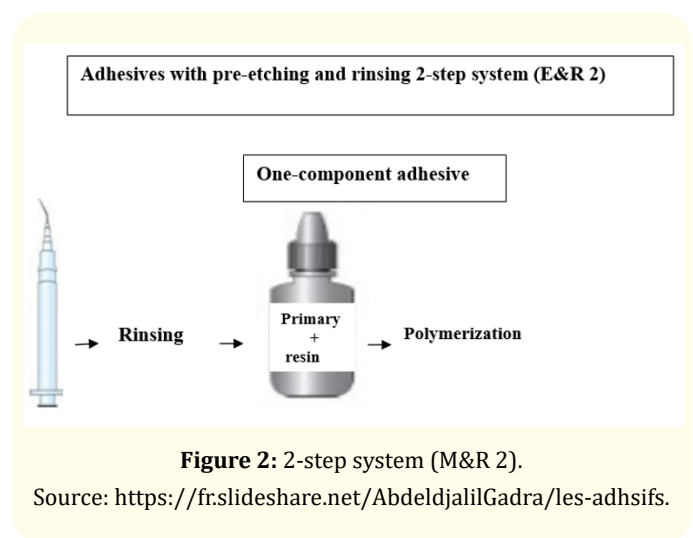 Adhesives with pre-etching and rinsing 2-step system (E&R 2)
One-component adhesive
Rinsing
Primary
+
resin
Polymerization
Figure 2: 2-step system (M&R 2).
Source: https://fr.slideshare.net/AbdeldjalilGadra/les-adhsifs.